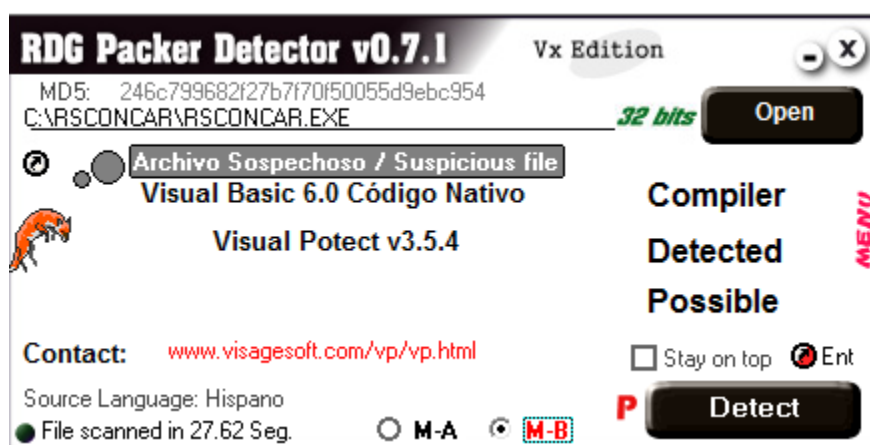 RDG Packer Detector v0.7.1 Vx Edition
MD5: 246c799682f27b7f70f50055d9ebc954
C:\RSCONCAR\RSCONCAR.EXE 32 bits Open
Archivo Sospechoso / Suspicious file
Visual Basic 6.0 Código Nativo Compiler
Visual Potect v3.5.4 Detected
MENU
Possible
Contact: www.visagesoft.com/vp/vp.html Stay on top Ent
Source Language: Hispano
P Detect
File scanned in 27.62 Seg. M-A M-B